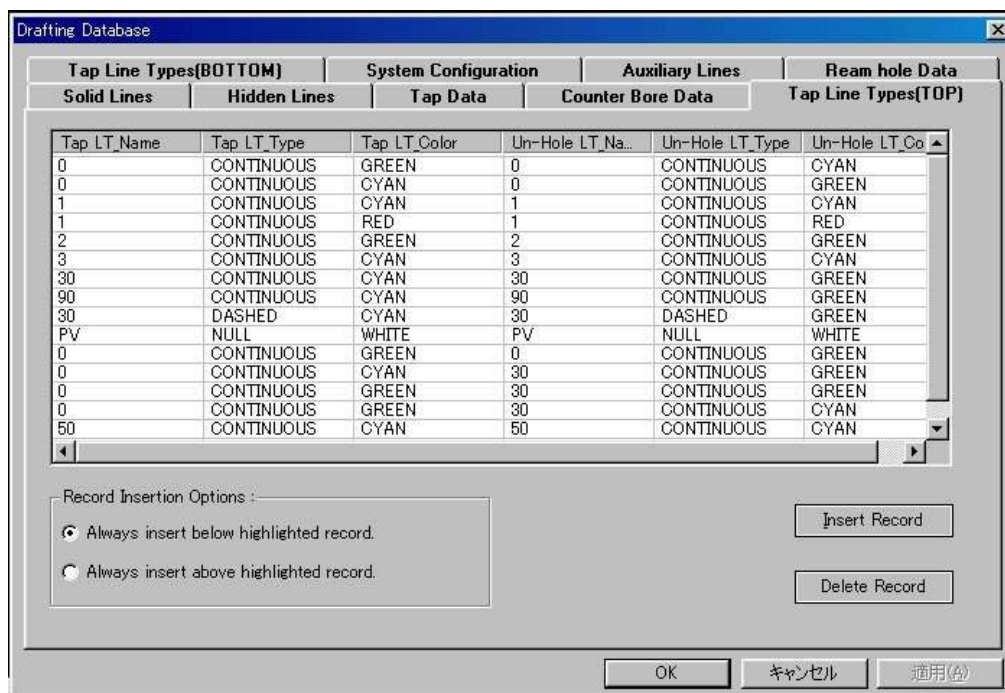 Drafting Database
Tap Line Types(BOTTOM) System Configuration Auxiliary Lines Ream hole Data
Solid Lines Hidden Lines Tap Data Counter Bore Data Tap Line Types(TOP)
Tap LT_Name Tap LT_Type Tap LT_Color Un-Hole LT_Na... Un-Hole LT_Type Un-Hole LT_Co
0 CONTINUOUS GREEN 0 CONTINUOUS CYAN
0 CONTINUOUS CYAN 0 CONTINUOUS GREEN
1 CONTINUOUS CYAN 1 CONTINUOUS CYAN
1 CONTINUOUS RED 1 CONTINUOUS RED
2 CONTINUOUS GREEN 2 CONTINUOUS GREEN
3 CONTINUOUS CYAN 3 CONTINUOUS CYAN
30 CONTINUOUS CYAN 30 CONTINUOUS GREEN
90 CONTINUOUS CYAN 90 CONTINUOUS GREEN
30 DASHED CYAN 30 DASHED GREEN
PV NULL WHITE PV NULL WHITE
0 CONTINUOUS GREEN 0 CONTINUOUS GREEN
0 CONTINUOUS CYAN 30 CONTINUOUS GREEN
0 CONTINUOUS GREEN 30 CONTINUOUS GREEN
0 CONTINUOUS GREEN 30 CONTINUOUS CYAN
50 CONTINUOUS CYAN 50 CONTINUOUS CYAN
Record Insertion Options :
Always insert below highlighted record.
Always insert above highlighted record.
Insert Record
Delete Record
OK キャンセル 適用(A)